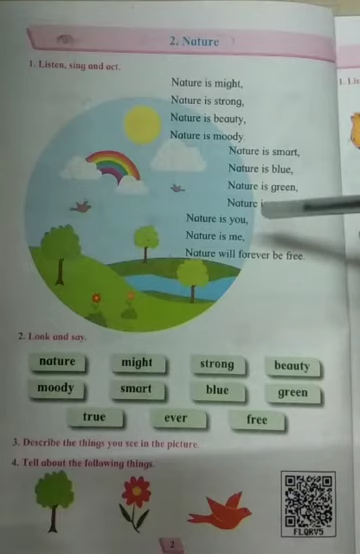 2. Nature
1. Listen, sing and act.
Nature is might,
Nature is strong,
Nature is beauty,
Nature is moody.
Nature is smart,
Nature is blue,
Nature is green,
Nature
Nature is you,
Nature is me,
Nature will forever be free.
2. Look and say.
nature might strong beauty
moody smart blue green
true ever free
3. Describe the things you see in the picture.
4. Tell about the following things.
FLQRV5
2
1.